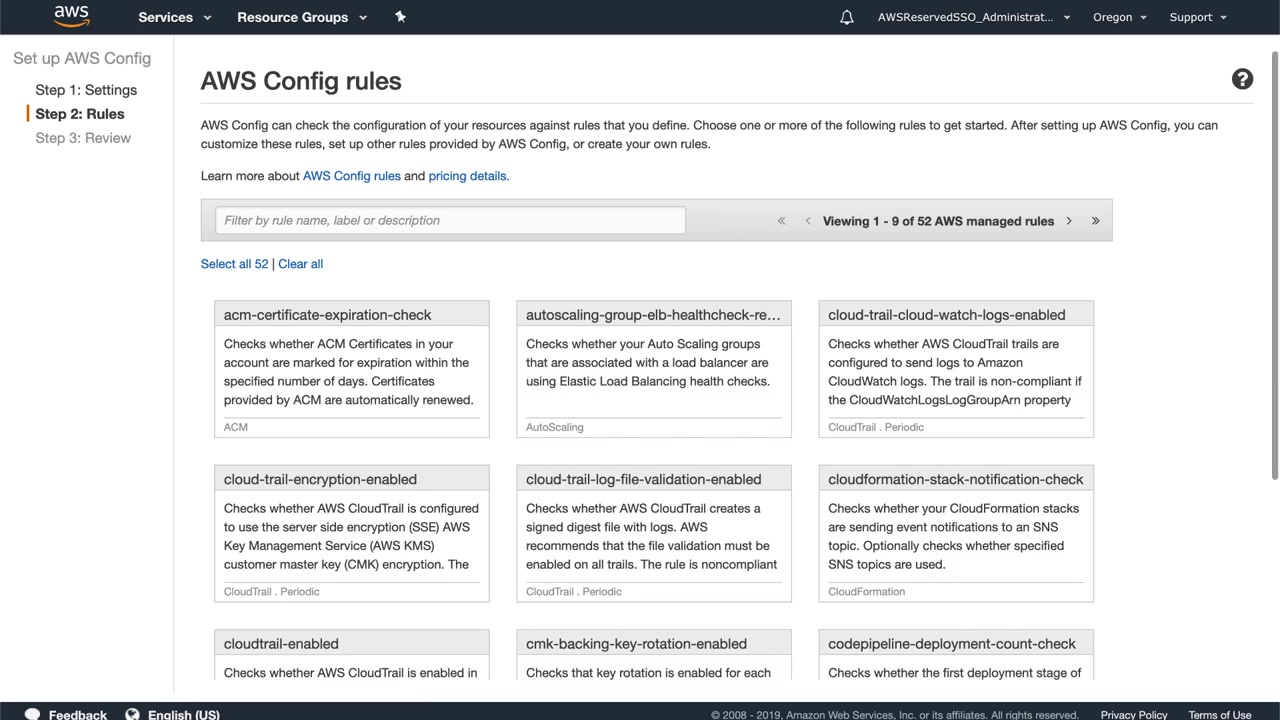 aws
Services
Resource Groups
AWSReservedSSO_Administrat...
Oregon
Support
Set up AWS Config
Step 1: Settings
Step 2: Rules
Step 3: Review
AWS Config rules
?
AWS Config can check the configuration of your resources against rules that you define. Choose one or more of the following rules to get started. After setting up AWS Config, you can
customize these rules, set up other rules provided by AWS Config, or create your own rules.
Learn more about AWS Config rules and pricing details.
Filter by rule name, label or description
« ‹ Viewing 1 - 9 of 52 AWS managed rules › »
Select all 52 | Clear all
acm-certificate-expiration-check
Checks whether ACM Certificates in your
account are marked for expiration within the
specified number of days. Certificates
provided by ACM are automatically renewed.
ACM
autoscaling-group-elb-healthcheck-re...
Checks whether your Auto Scaling groups
that are associated with a load balancer are
using Elastic Load Balancing health checks.
AutoScaling
cloud-trail-cloud-watch-logs-enabled
Checks whether AWS CloudTrail trails are
configured to send logs to Amazon
CloudWatch logs. The trail is non-compliant if
the CloudWatchLogsLogGroupArn property
CloudTrail . Periodic
cloud-trail-encryption-enabled
Checks whether AWS CloudTrail is configured
to use the server side encryption (SSE) AWS
Key Management Service (AWS KMS)
customer master key (CMK) encryption. The
CloudTrail . Periodic
cloud-trail-log-file-validation-enabled
Checks whether AWS CloudTrail creates a
signed digest file with logs. AWS
recommends that the file validation must be
enabled on all trails. The rule is noncompliant
CloudTrail . Periodic
cloudformation-stack-notification-check
Checks whether your CloudFormation stacks
are sending event notifications to an SNS
topic. Optionally checks whether specified
SNS topics are used.
CloudFormation
cloudtrail-enabled
Checks whether AWS CloudTrail is enabled in
cmk-backing-key-rotation-enabled
Checks that key rotation is enabled for each
codepipeline-deployment-count-check
Checks whether the first deployment stage of
Feedback
English (US)
© 2008 - 2019, Amazon Web Services, Inc. or its affiliates. All rights reserved.
Privacy Policy
Terms of Use